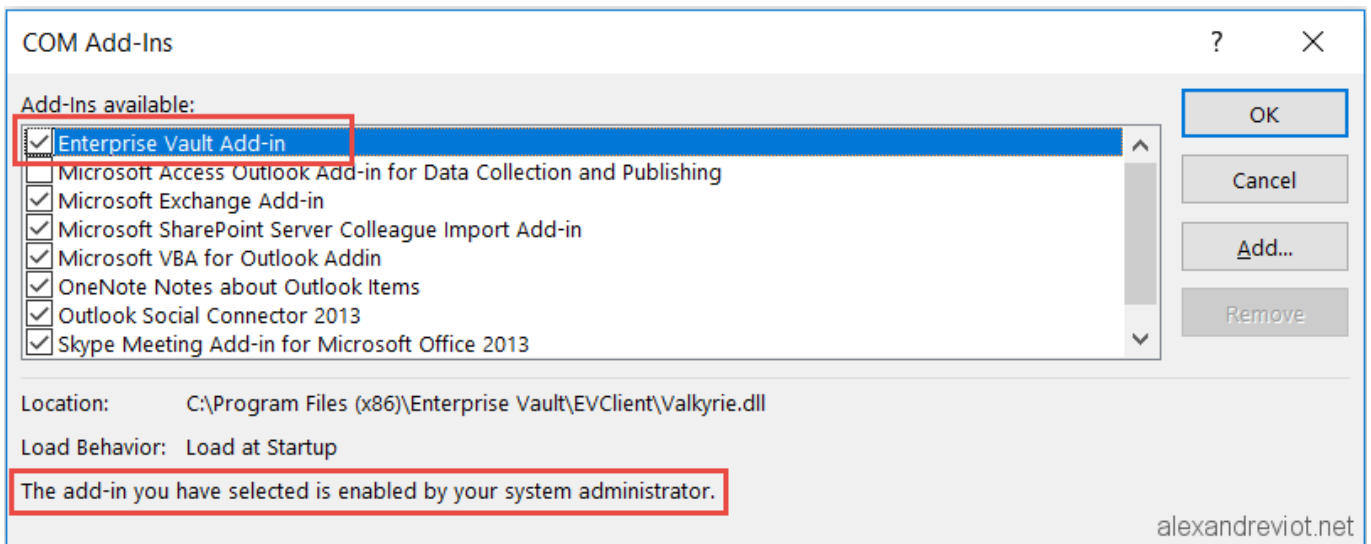 COM Add-Ins
?
Add-Ins available:
Enterprise Vault Add-in
Microsoft Access Outlook Add-in for Data Collection and Publishing
Microsoft Exchange Add-in
Microsoft SharePoint Server Colleague Import Add-in
Microsoft VBA for Outlook Addin
OneNote Notes about Outlook Items
Outlook Social Connector 2013
Skype Meeting Add-in for Microsoft Office 2013
OK
Cancel
Add...
Remove
Location: C:\Program Files (x86)\Enterprise Vault\EVClient\Valkyrie.dll
Load Behavior: Load at Startup
The add-in you have selected is enabled by your system administrator.
alexandreviot.net